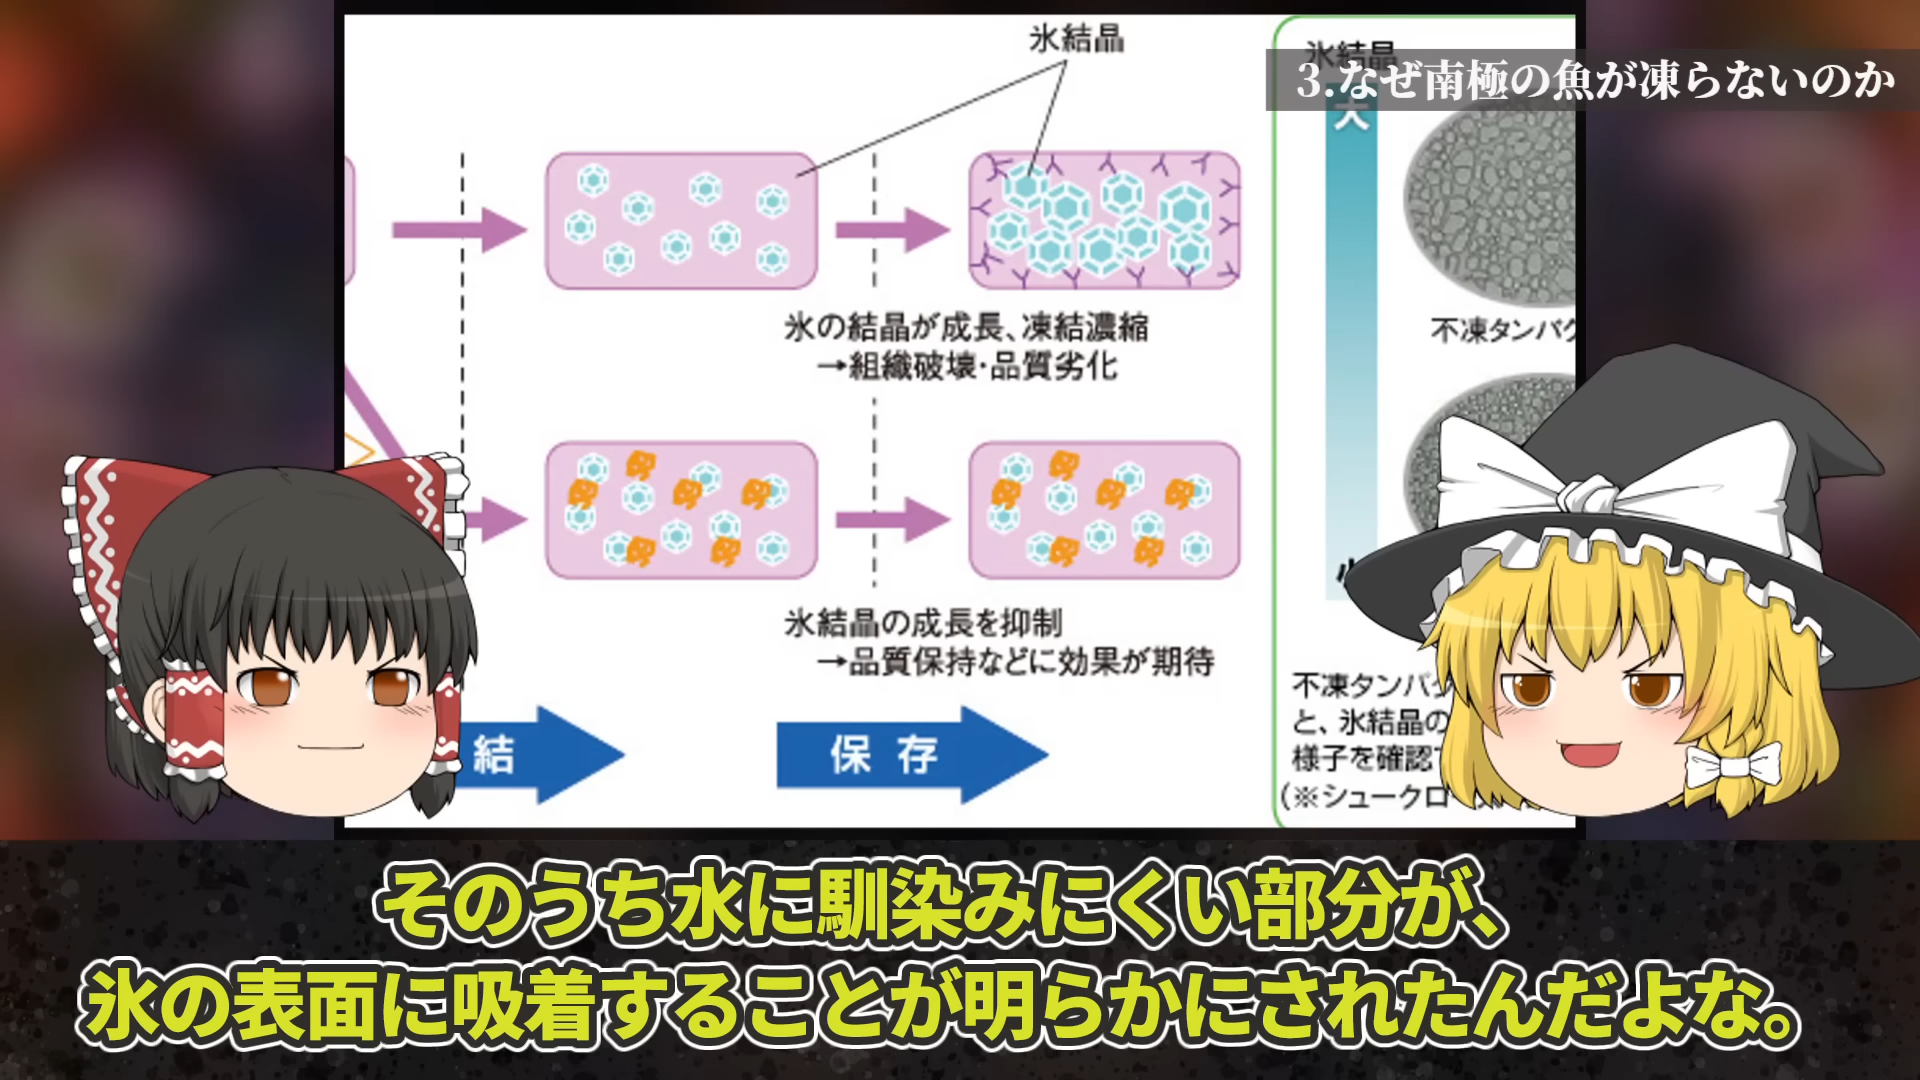 氷結晶
氷結晶
3.なぜ南極の魚が凍らないのか
大
不凍タンパク
氷の結晶が成長、凍結濃縮
→組織破壊・品質劣化
氷結晶の成長を抑制
→品質保持などに効果が期待
不凍タンパク
と、氷結晶の
様子を確認
(※シュークロ
結
保存
そのうち水に馴染みにくい部分が、
氷の表面に吸着することが明らかにされたんだよな。